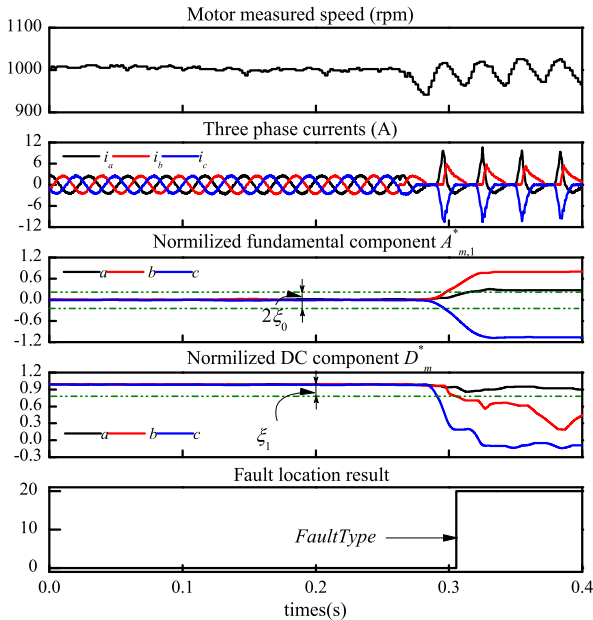 Motor measured speed (rpm)
1100
1000
900
Three phase currents (A)
12
6
0
-6
-12
i_a i_b i_c
Normilized fundamental component A*_{m,1}
1.2
0.6
0.0
-0.6
-1.2
a b c
2ξ_0
Normilized DC component D*_m
1.2
0.9
0.6
0.3
0.0
-0.3
ξ_1
a b c
Fault location result
20
10
0
FaultType
0.0 0.1 0.2 0.3 0.4
times(s)